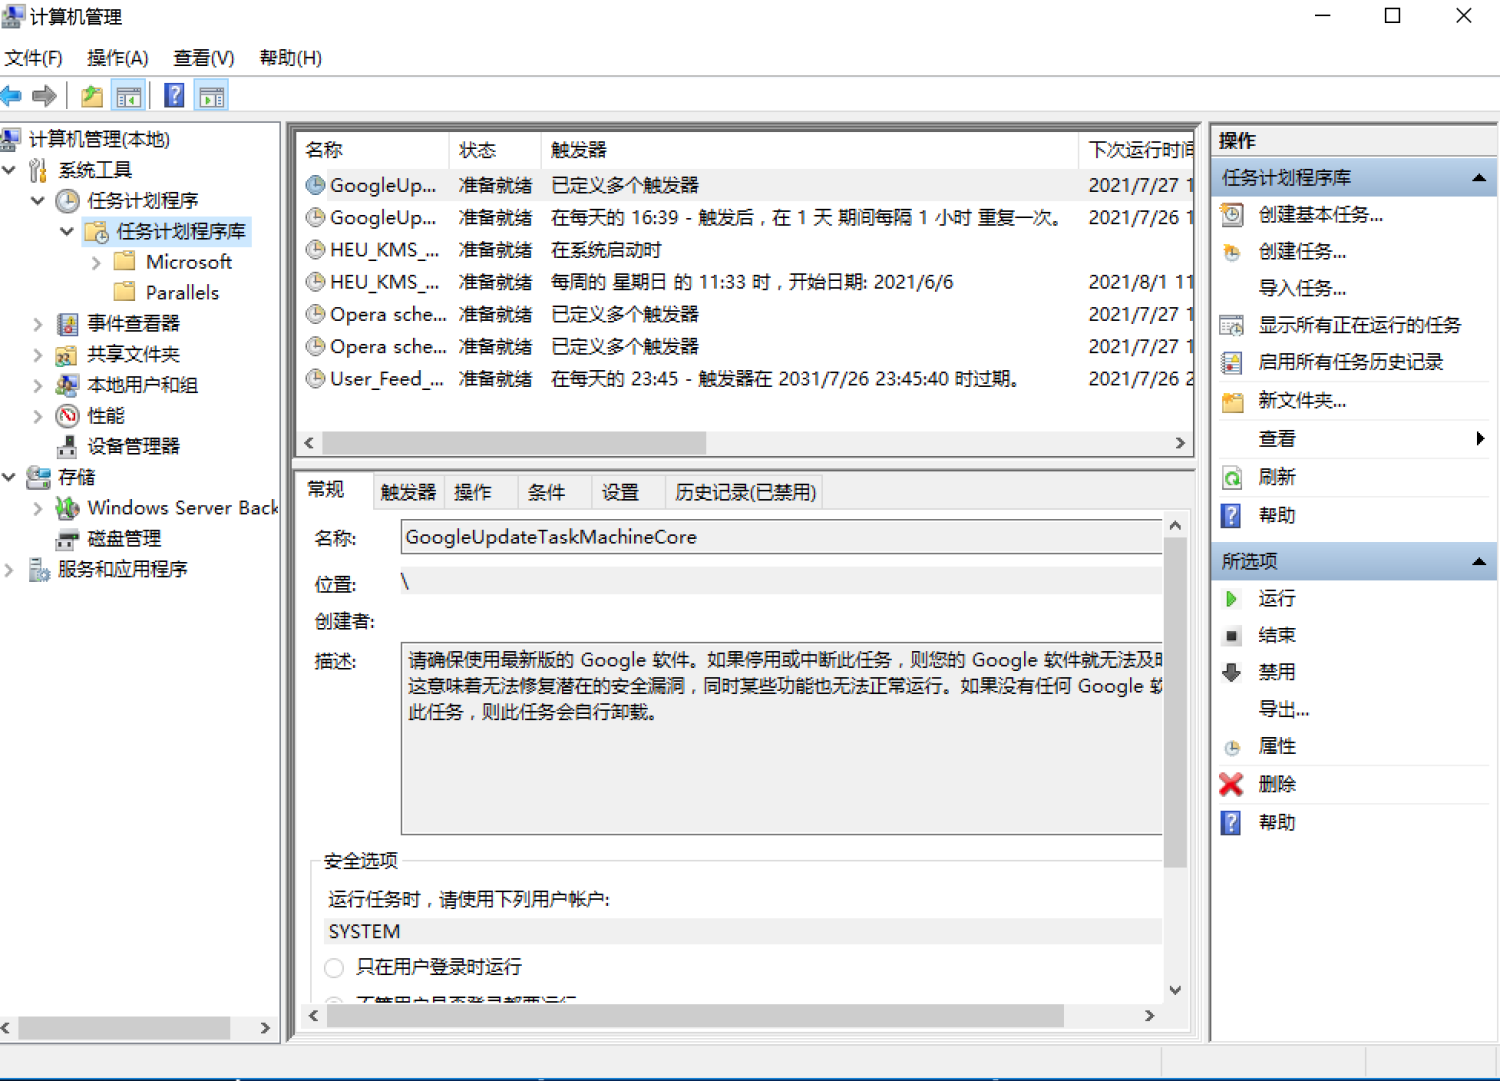 计算机管理
文件(F) 操作(A) 查看(V) 帮助(H)
计算机管理(本地)
系统工具
任务计划程序
任务计划程序库
Microsoft
Parallels
事件查看器
共享文件夹
本地用户和组
性能
设备管理器
存储
Windows Server Back
磁盘管理
服务和应用程序
名称 状态 触发器 下次运行时间
GoogleUp... 准备就绪 已定义多个触发器 2021/7/27 1
GoogleUp... 准备就绪 在每天的 16:39 - 触发后，在 1 天 期间每隔 1 小时 重复一次。 2021/7/26 1
HEU_KMS_... 准备就绪 在系统启动时
HEU_KMS_... 准备就绪 每周的 星期日 的 11:33 时，开始日期: 2021/6/6 2021/8/1 11
Opera sche... 准备就绪 已定义多个触发器 2021/7/27 1
Opera sche... 准备就绪 已定义多个触发器 2021/7/27 1
User_Feed_... 准备就绪 在每天的 23:45 - 触发器在 2031/7/26 23:45:40 时过期。 2021/7/26 2
常规 触发器 操作 条件 设置 历史记录(已禁用)
名称: GoogleUpdateTaskMachineCore
位置: \
创建者:
描述: 请确保使用最新版的 Google 软件。如果停用或中断此任务，则您的 Google 软件就无法及时
这意味着无法修复潜在的安全漏洞，同时某些功能也无法正常运行。如果没有任何 Google 软
此任务，则此任务会自行卸载。
安全选项
运行任务时，请使用下列用户帐户:
SYSTEM
只在用户登录时运行
不管用户是否登录都要运行
操作
任务计划程序库
创建基本任务...
创建任务...
导入任务...
显示所有正在运行的任务
启用所有任务历史记录
新文件夹...
查看
刷新
帮助
所选项
运行
结束
禁用
导出...
属性
删除
帮助